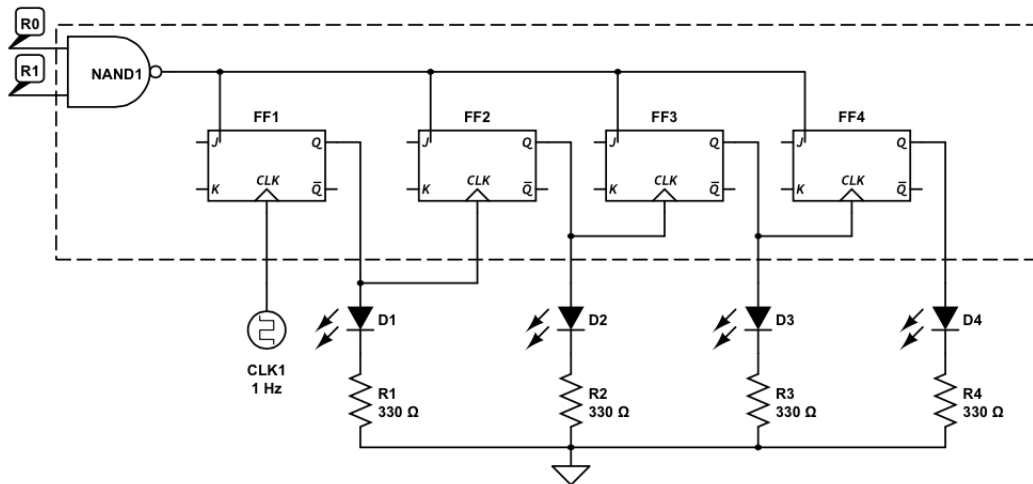 R0
R1
NAND1
FF1
FF2
FF3
FF4
J Q
J Q
J Q
J Q
K CLK Q̅
K CLK Q̅
K CLK Q̅
K CLK Q̅
D1
D2
D3
D4
CLK1
1 Hz
R1
330 Ω
R2
330 Ω
R3
330 Ω
R4
330 Ω